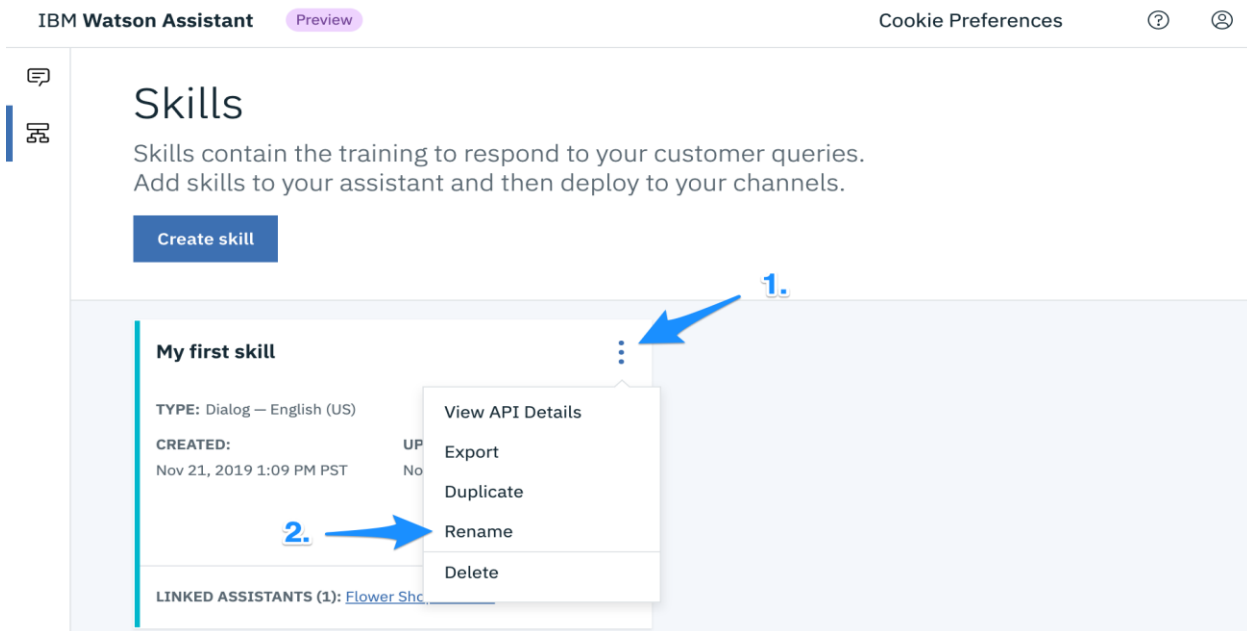 IBM Watson Assistant Preview Cookie Preferences
Skills
Skills contain the training to respond to your customer queries.
Add skills to your assistant and then deploy to your channels.
Create skill
1.
My first skill
TYPE: Dialog — English (US)
View API Details
CREATED: UP
Export
Nov 21, 2019 1:09 PM PST No
Duplicate
2. Rename
Delete
LINKED ASSISTANTS (1): Flower Sho